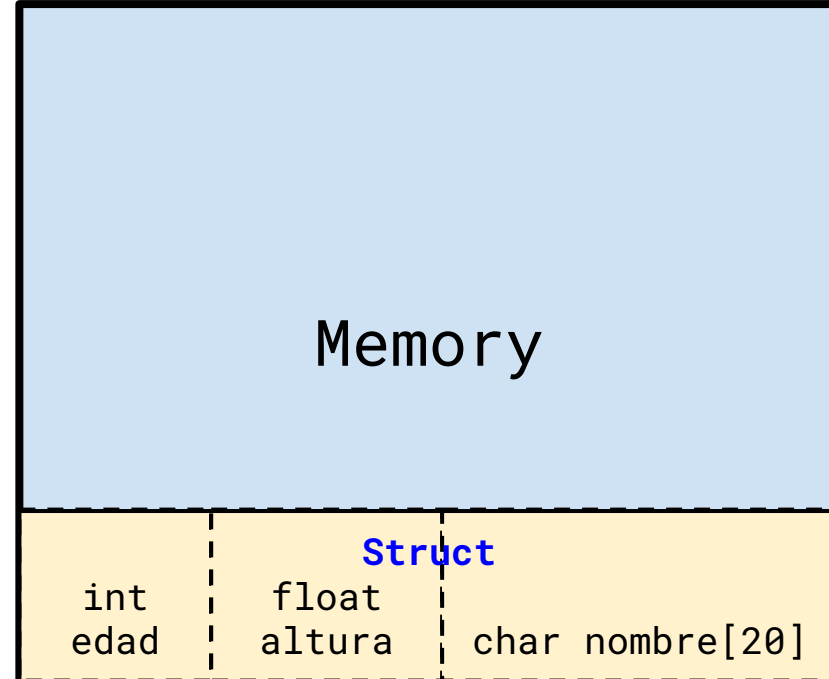 Memory
Struct
int
edad
float
altura
char nombre[20]